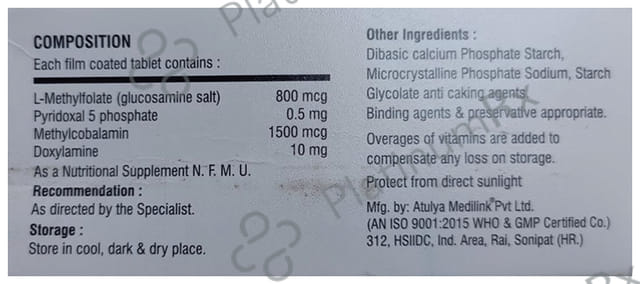 COMPOSITION
Each film coated tablet contains :
L-Methylfolate (glucosamine salt) 800 mcg
Pyridoxal 5 phosphate 0.5 mg
Methylcobalamin 1500 mcg
Doxylamine 10 mg
As a Nutritional Supplement N. F. M. U.
Recommendation :
As directed by the Specialist.
Storage :
Store in cool, dark & dry place.
Other Ingredients :
Dibasic calcium Phosphate Starch,
Microcrystalline Phosphate Sodium, Starch
Glycolate anti caking agents,
Binding agents & preservative appropriate.
Overages of vitamins are added to
compensate any loss on storage.
Protect from direct sunlight
Mfg. by: Atulya Medilink Pvt Ltd.
(AN ISO 9001:2015 WHO & GMP Certified Co.)
312, HSIIDC, Ind. Area, Rai, Sonipat (HR.)
PlatinumRx